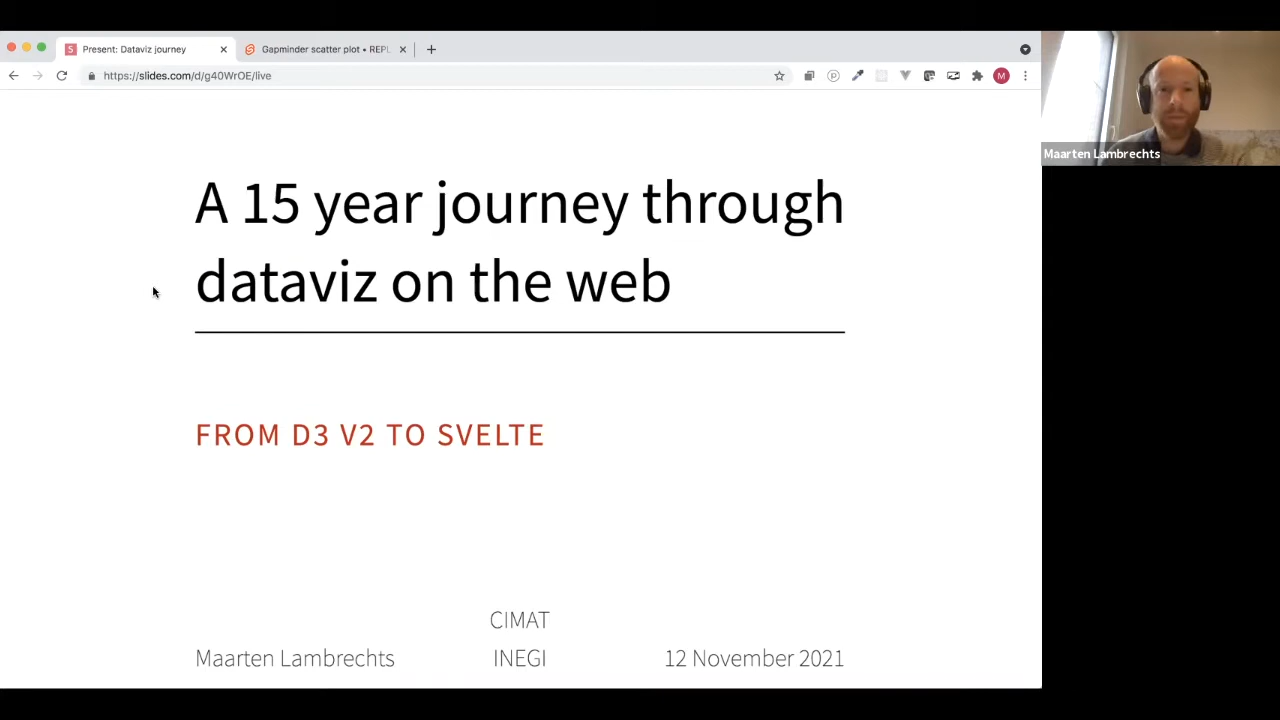 Present: Dataviz journey
Gapminder scatter plot • REPL
https://slides.com/d/g40WrOE/live
M
Maarten Lambrechts
A 15 year journey through
dataviz on the web
FROM D3 V2 TO SVELTE
CIMAT
Maarten Lambrechts INEGI 12 November 2021